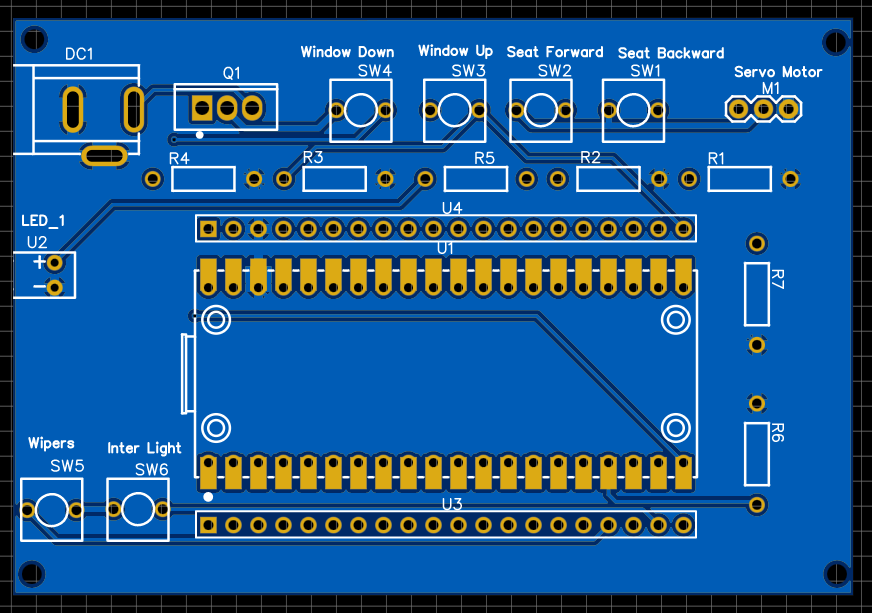 Window Down
Window Up
Seat Forward
Seat Backward
DC1
Q1
SW4
SW3
SW2
SW1
Servo Motor
M1
R4
R3
R5
R2
R1
U4
LED_1
U2
U1
+
−
R7
R6
Wipers
Inter Light
SW5
SW6
U3